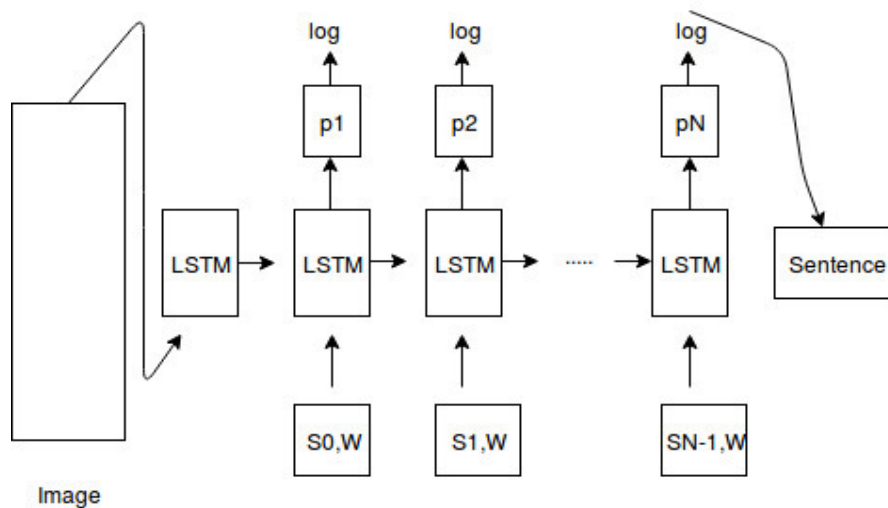 log log log
p1 p2 pN
LSTM LSTM LSTM ..... LSTM Sentence
S0,W S1,W SN-1,W
Image